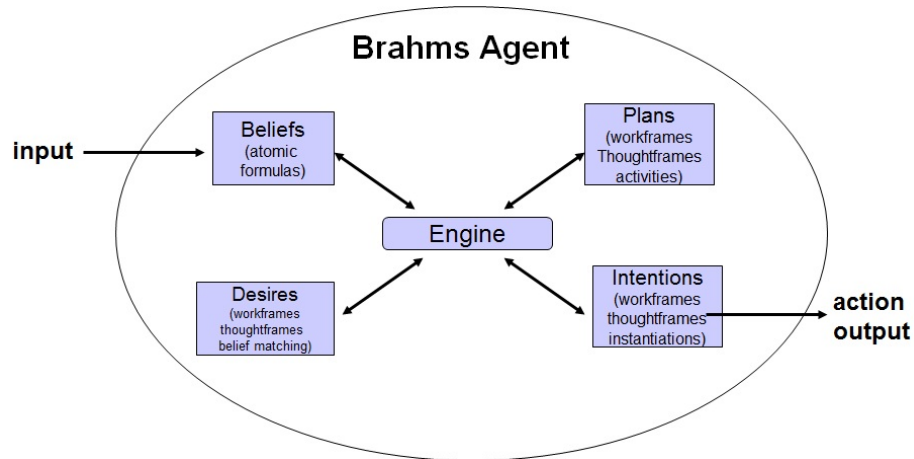 Brahms Agent
input
Beliefs
(atomic
formulas)
Plans
(workframes
Thoughtframes
activities)
Engine
Desires
(workframes
thoughtframes
belief matching)
Intentions
(workframes
thoughtframes
instantiations)
action
output